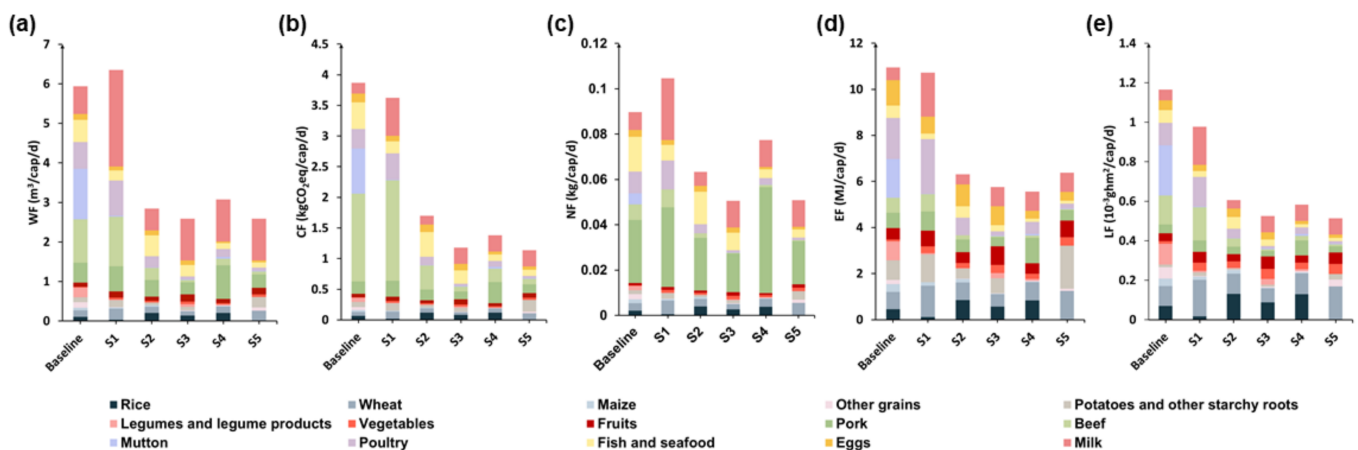 (a) (b) (c) (d) (e)
7
6
5
4
3
2
1
0
WF (m³/cap/d)
Baseline S1 S2 S3 S4 S5
4.5
4
3.5
3
2.5
2
1.5
1
0.5
0
CF (kgCO₂eq/cap/d)
Baseline S1 S2 S3 S4 S5
0.12
0.1
0.08
0.06
0.04
0.02
0
NF (kg/cap/d)
Baseline S1 S2 S3 S4 S5
12
10
8
6
4
2
0
EF (MJ/cap/d)
Baseline S1 S2 S3 S4 S5
1.4
1.2
1
0.8
0.6
0.4
0.2
0
LF (10⁻³ghm²/cap/d)
Baseline S1 S2 S3 S4 S5
Rice Wheat Maize Other grains Potatoes and other starchy roots
Legumes and legume products Vegetables Fruits Pork Beef
Mutton Poultry Fish and seafood Eggs Milk